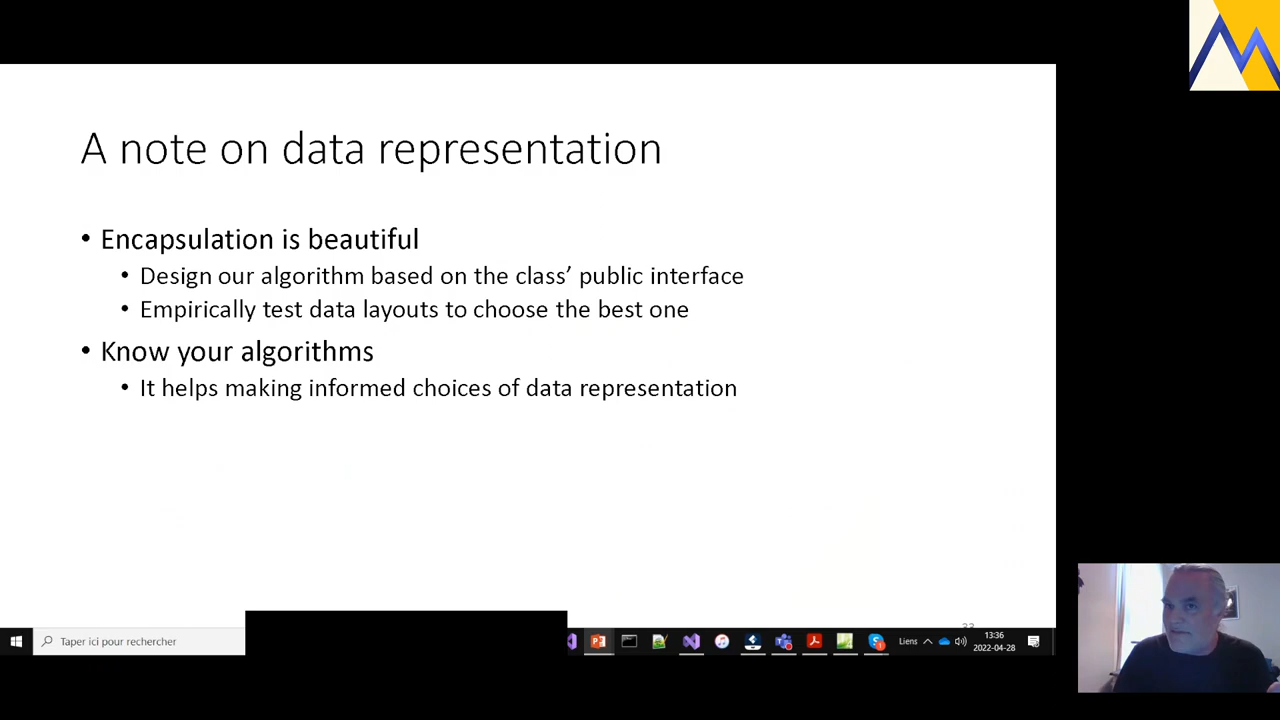 A note on data representation
• Encapsulation is beautiful
• Design our algorithm based on the class’ public interface
• Empirically test data layouts to choose the best one
• Know your algorithms
• It helps making informed choices of data representation
Taper ici pour rechercher
Liens
13:36
2022-04-28